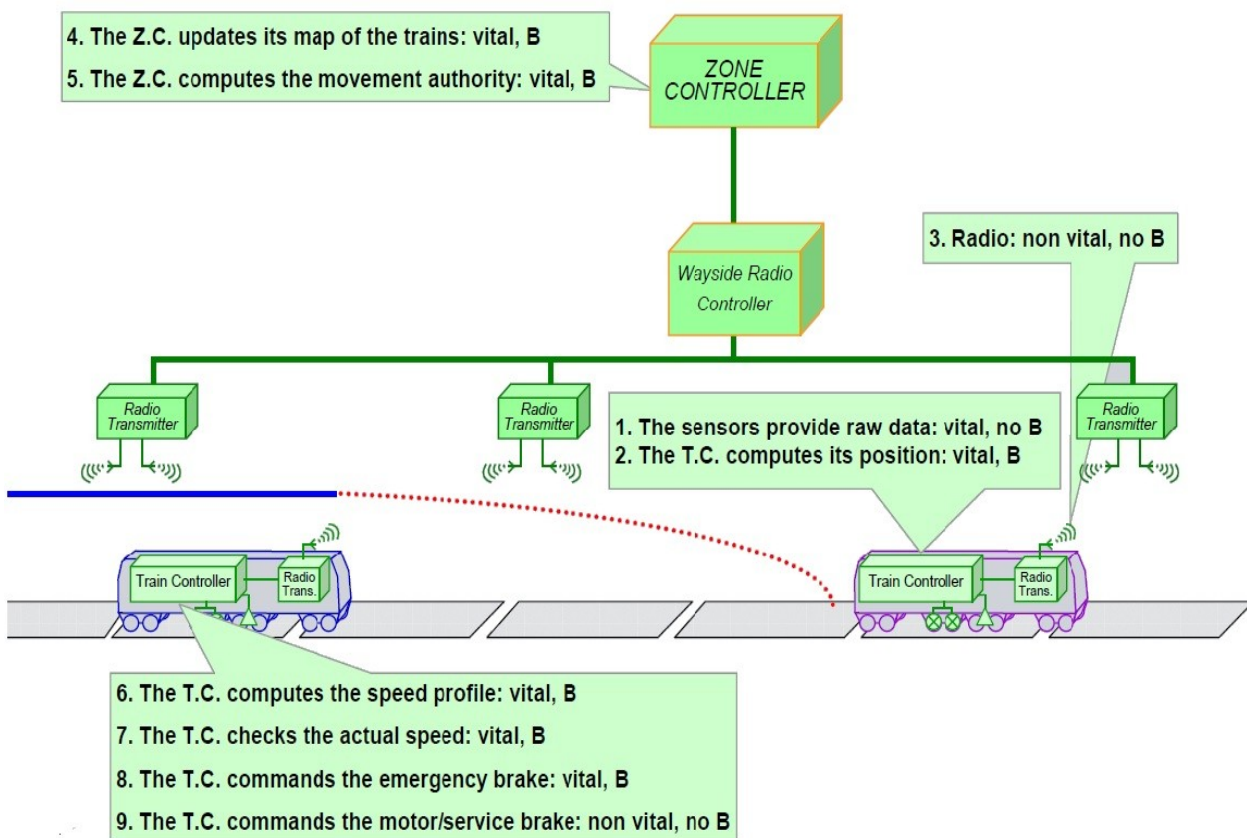 4. The Z.C. updates its map of the trains: vital, B
5. The Z.C. computes the movement authority: vital, B
ZONE
CONTROLLER
3. Radio: non vital, no B
Wayside Radio
Controller
Radio
Transmitter
Radio
Transmitter
Radio
Transmitter
1. The sensors provide raw data: vital, no B
2. The T.C. computes its position: vital, B
Train Controller
Radio
Trans.
Train Controller
Radio
Trans.
6. The T.C. computes the speed profile: vital, B
7. The T.C. checks the actual speed: vital, B
8. The T.C. commands the emergency brake: vital, B
9. The T.C. commands the motor/service brake: non vital, no B